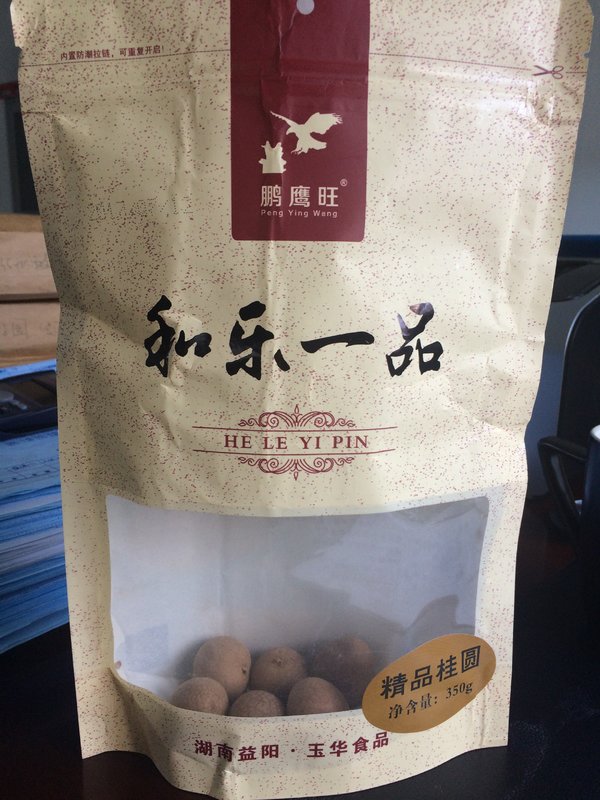 内置防潮拉链，可重复开启!
鹏鹰旺®
Peng Ying Wang
和乐一品
HE LE YI PIN
精品桂圆
净含量：350g
湖南益阳·玉华食品